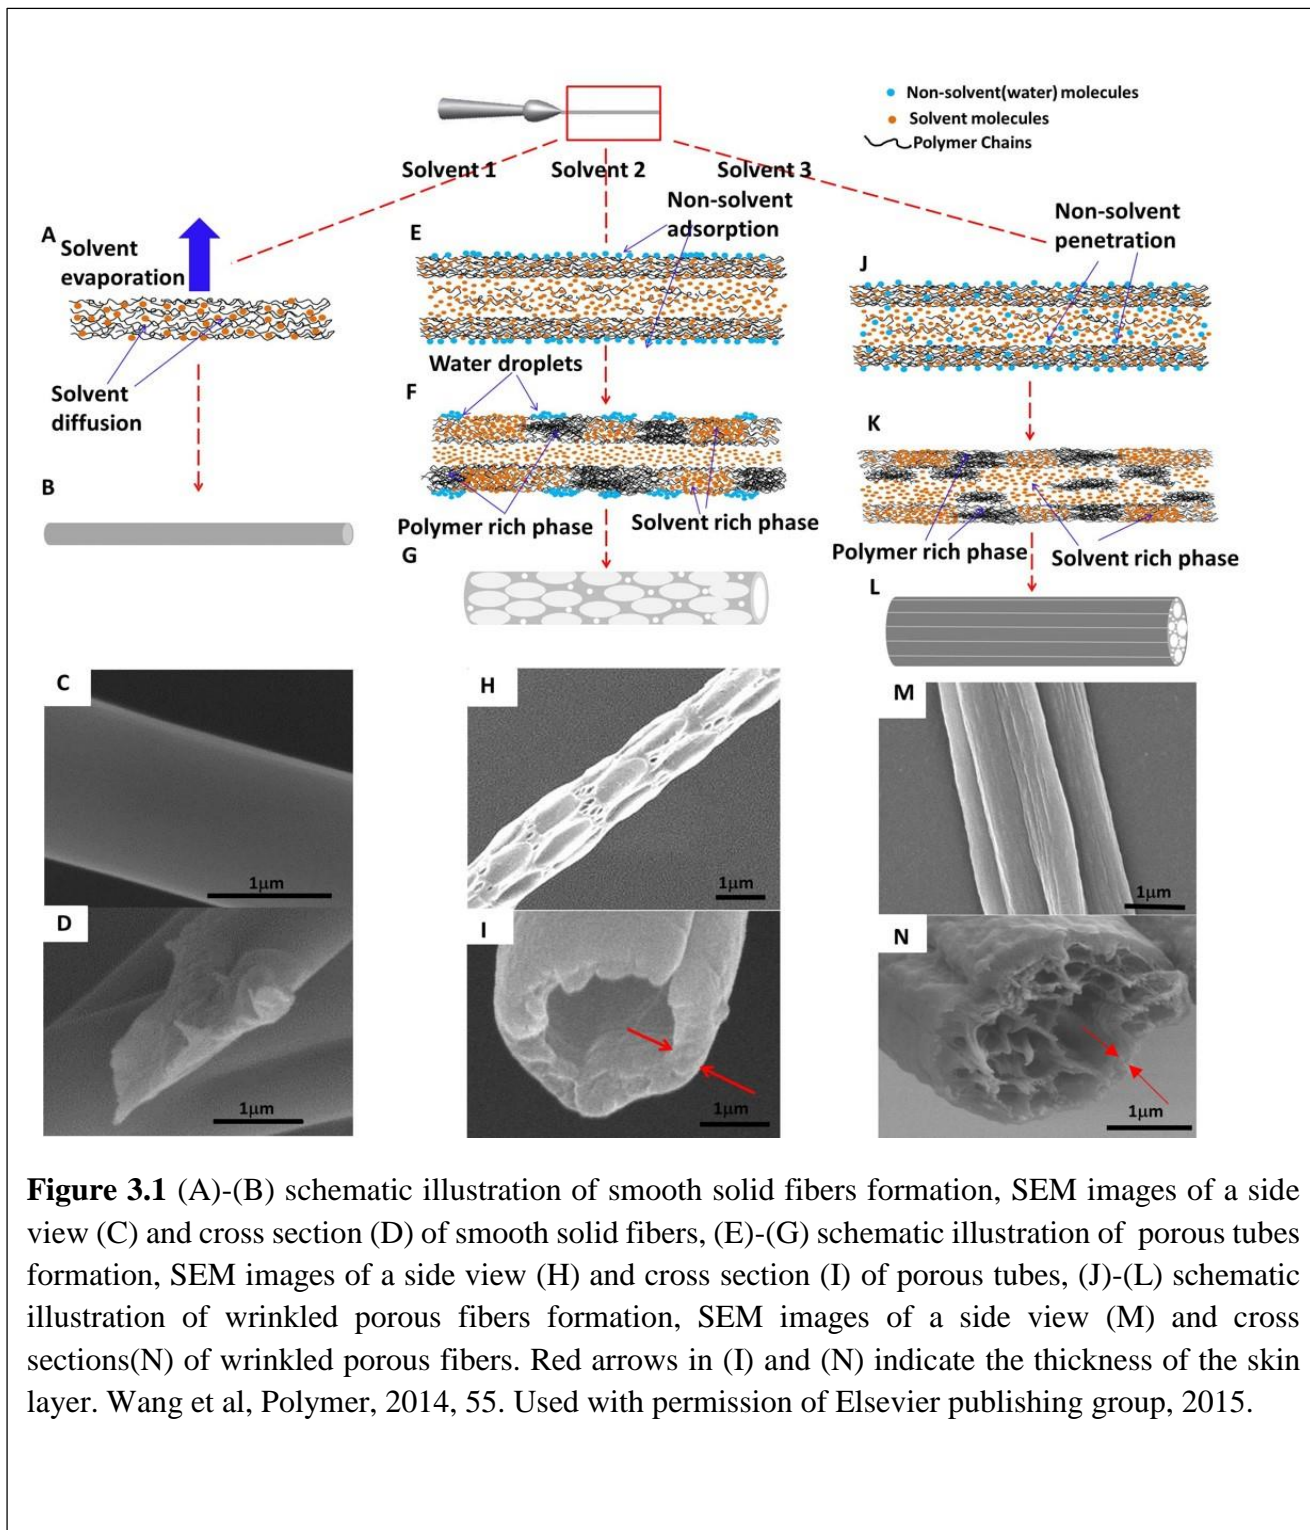 Non-solvent(water) molecules
Solvent molecules
Polymer Chains
Solvent 1
Solvent 2
Solvent 3
A
Solvent
evaporation
Solvent
diffusion
B
C
1μm
D
1μm
E
Non-solvent
adsorption
Water droplets
F
Polymer rich phase
Solvent rich phase
G
H
1μm
I
1μm
Non-solvent
penetration
J
K
Polymer rich phase
Solvent rich phase
L
M
1μm
N
1μm
Figure 3.1 (A)-(B) schematic illustration of smooth solid fibers formation, SEM images of a side
view (C) and cross section (D) of smooth solid fibers, (E)-(G) schematic illustration of porous tubes
formation, SEM images of a side view (H) and cross section (I) of porous tubes, (J)-(L) schematic
illustration of wrinkled porous fibers formation, SEM images of a side view (M) and cross
sections(N) of wrinkled porous fibers. Red arrows in (I) and (N) indicate the thickness of the skin
layer. Wang et al, Polymer, 2014, 55. Used with permission of Elsevier publishing group, 2015.